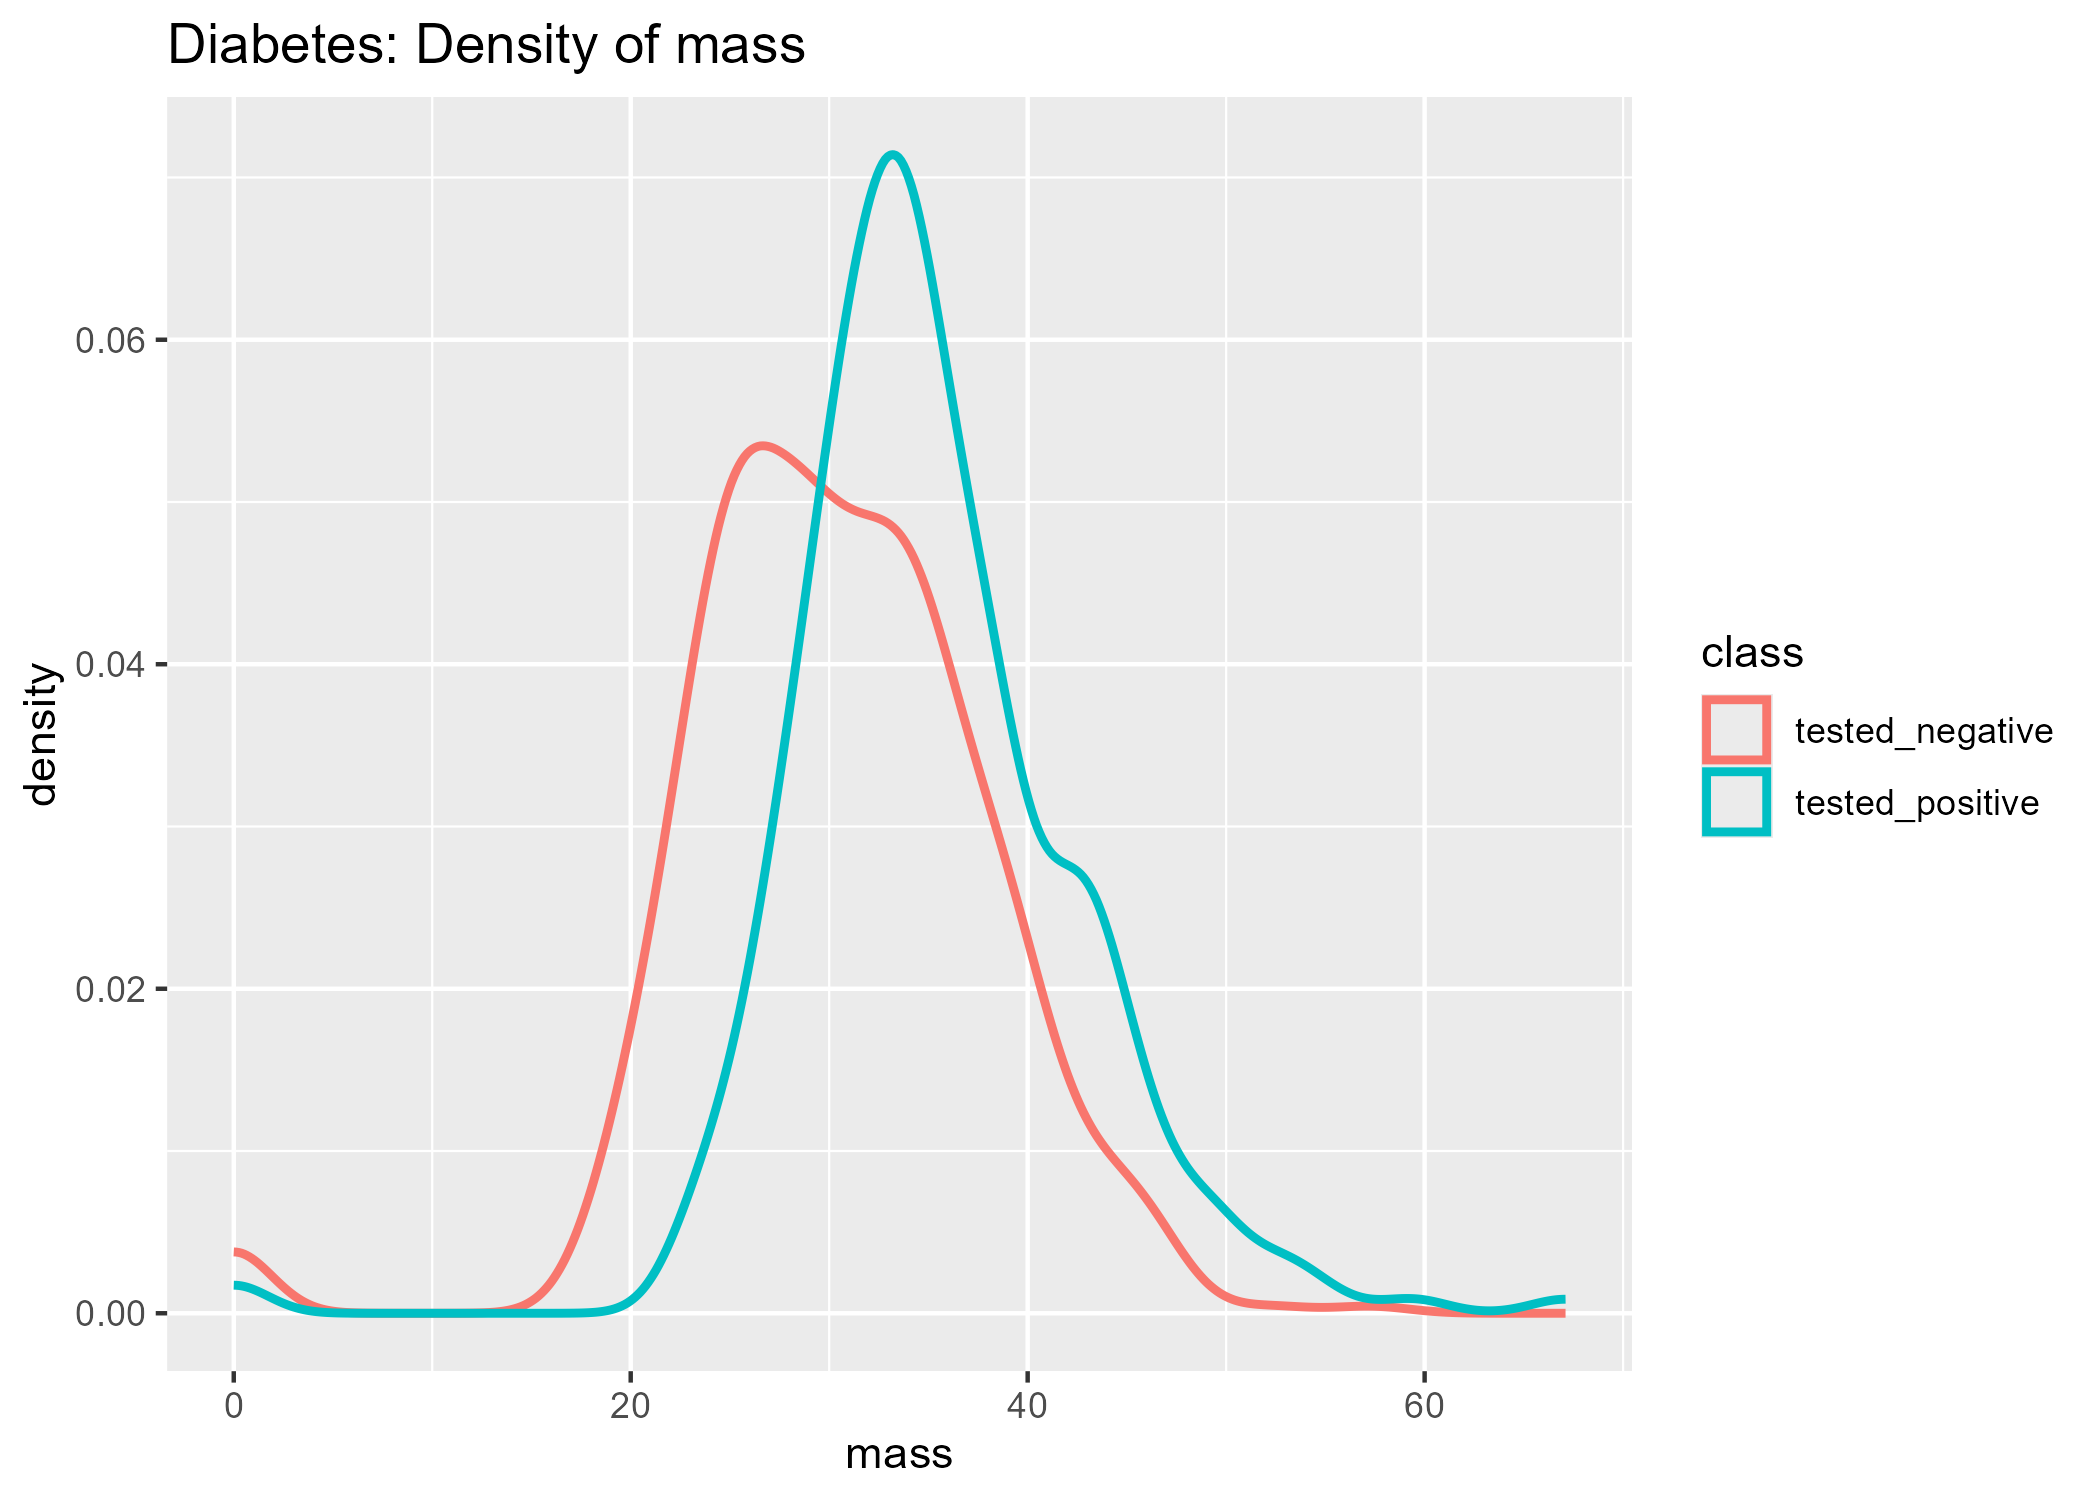 Diabetes: Density of mass
density
0.06
0.04
0.02
0.00
0
20
40
60
mass
class
tested_negative
tested_positive